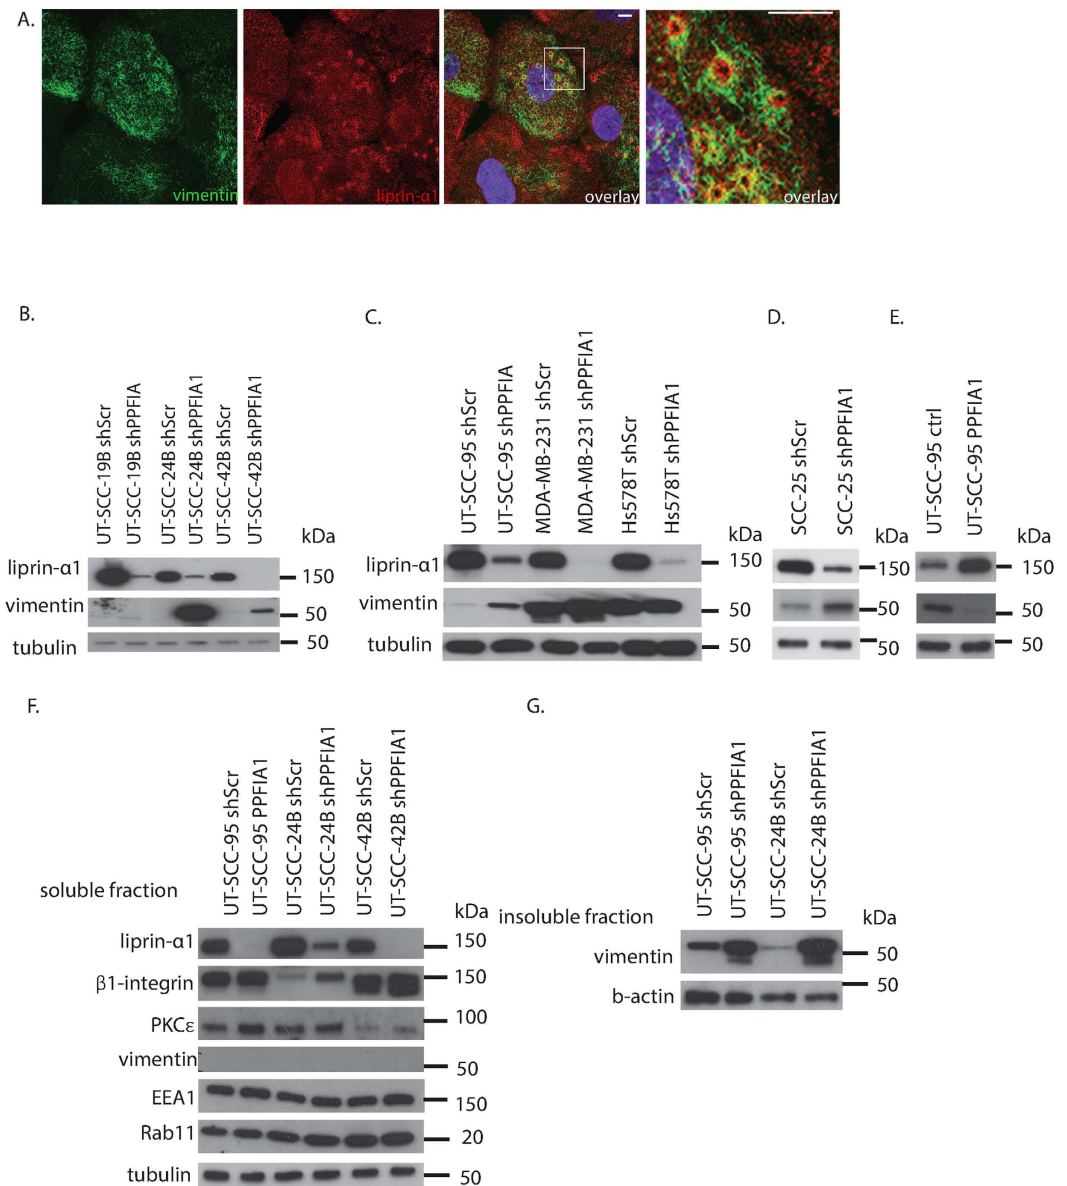 A.
vimentin
liprin-α1
overlay
overlay
B.
UT-SCC-19B shScr
UT-SCC-19B shPPFIA
UT-SCC-24B shScr
UT-SCC-24B shPPFIA1
UT-SCC-42B shScr
UT-SCC-42B shPPFIA1
kDa
liprin-α1
150
vimentin
50
tubulin
50
C.
UT-SCC-95 shScr
UT-SCC-95 shPPFIA
MDA-MB-231 shScr
MDA-MB-231 shPPFIA1
Hs578T shScr
Hs578T shPPFIA1
kDa
liprin-α1
150
vimentin
50
tubulin
50
D.
SCC-25 shScr
SCC-25 shPPFIA1
kDa
150
50
50
E.
UT-SCC-95 ctrl
UT-SCC-95 PPFIA1
kDa
150
50
50
F.
UT-SCC-95 shScr
UT-SCC-95 PPFIA1
UT-SCC-24B shScr
UT-SCC-24B shPPFIA1
UT-SCC-42B shScr
UT-SCC-42B shPPFIA1
soluble fraction
kDa
liprin-α1
150
β1-integrin
150
PKCε
100
vimentin
50
EEA1
150
Rab11
20
tubulin
50
G.
UT-SCC-95 shScr
UT-SCC-95 shPPFIA1
UT-SCC-24B shScr
UT-SCC-24B shPPFIA1
insoluble fraction
kDa
vimentin
50
50
b-actin